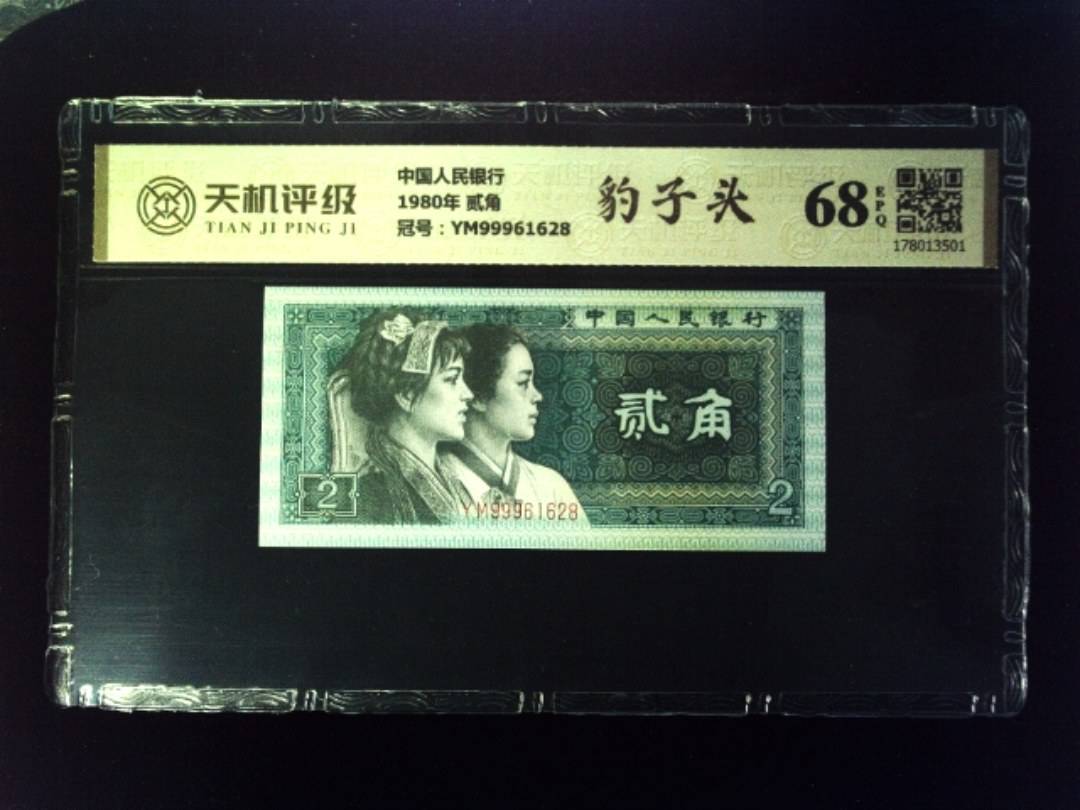 天机评级
TIAN JI PING JI
中国人民银行
1980年 贰角
冠号：YM99961628
豹子头
68
EPQ
178013501
中国人民银行
贰角
2
2
YM99961628